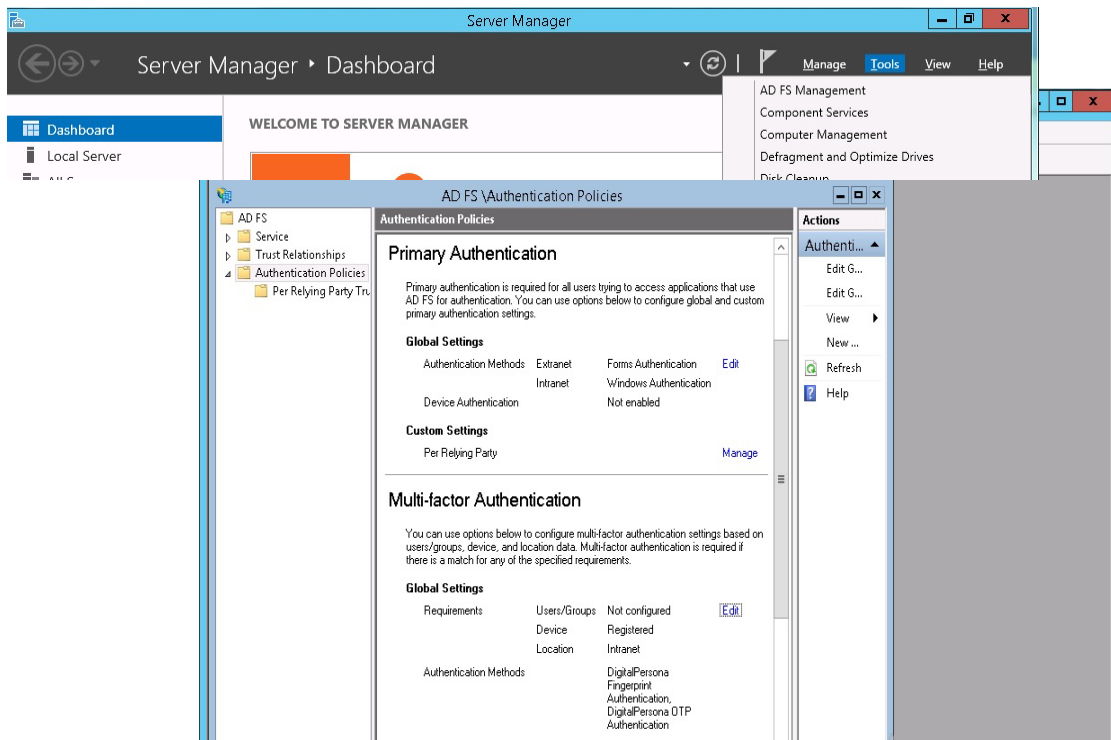 Server Manager
Server Manager ‣ Dashboard
Manage Tools View Help
AD FS Management
Component Services
Computer Management
Defragment and Optimize Drives
Disk Cleanup
Dashboard
Local Server
WELCOME TO SERVER MANAGER
AD FS \Authentication Policies
AD FS
Service
Trust Relationships
Authentication Policies
Per Relying Party Tru
Authentication Policies
Primary Authentication
Primary authentication is required for all users trying to access applications that use
AD FS for authentication. You can use options below to configure global and custom
primary authentication settings.
Global Settings
Authentication Methods Extranet Forms Authentication Edit
Intranet Windows Authentication
Device Authentication Not enabled
Custom Settings
Per Relying Party Manage
Multi-factor Authentication
You can use options below to configure multi-factor authentication settings based on
users/groups, device, and location data. Multi-factor authentication is required if
there is a match for any of the specified requirements.
Global Settings
Requirements Users/Groups Not configured Edit
Device Registered
Location Intranet
Authentication Methods DigitalPersona
Fingerprint
Authentication,
DigitalPersona OTP
Authentication
Actions
Authenti...
Edit G...
Edit G...
View
New ...
Refresh
Help